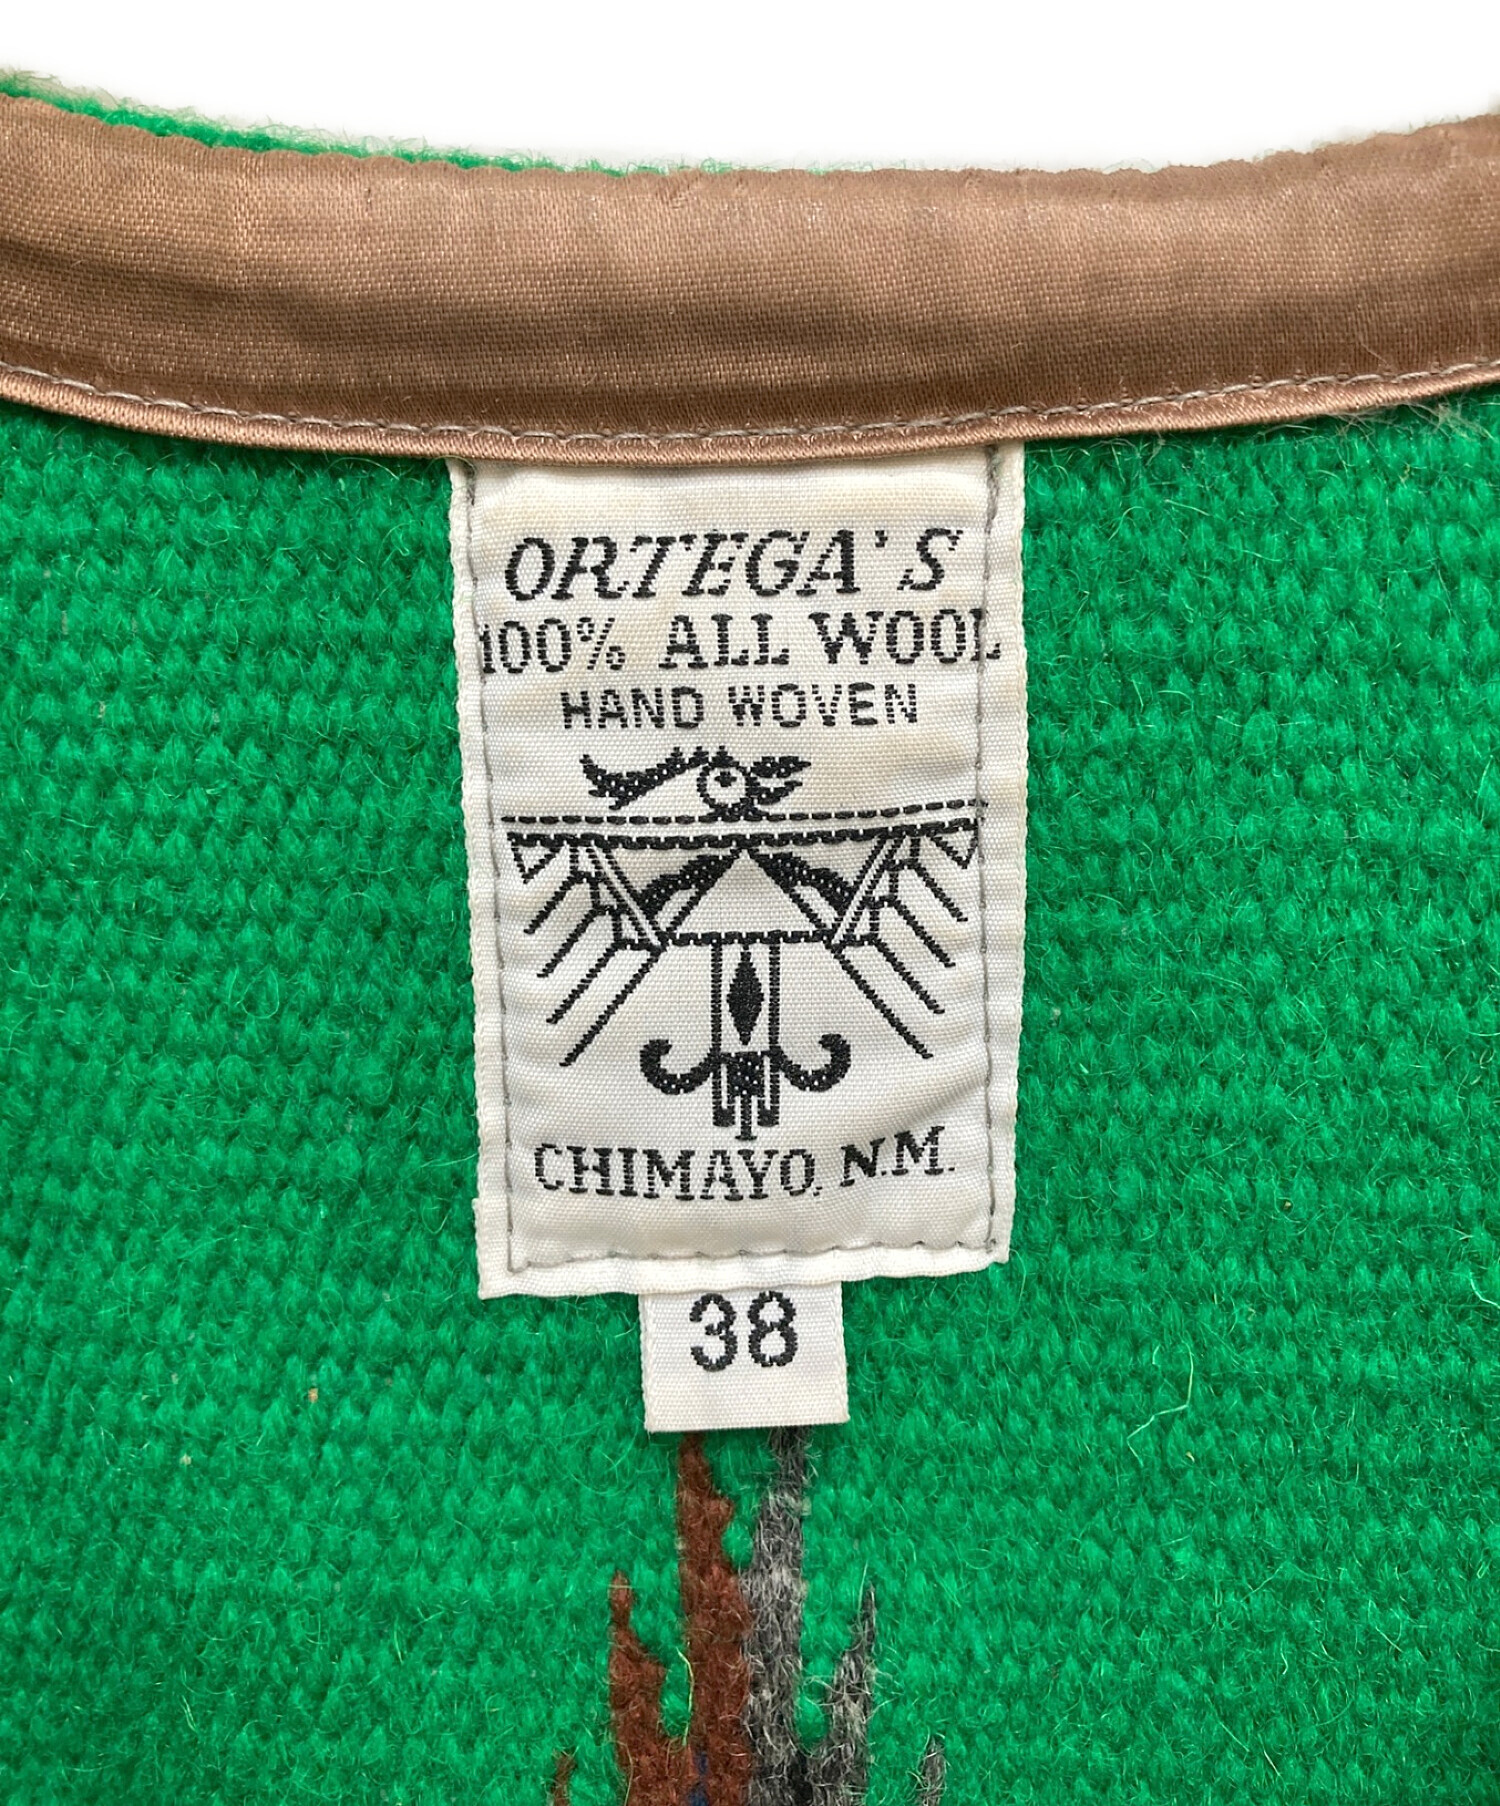 ORTEGA'S
100% ALL WOOL
HAND WOVEN
CHIMAYO, N.M.
38